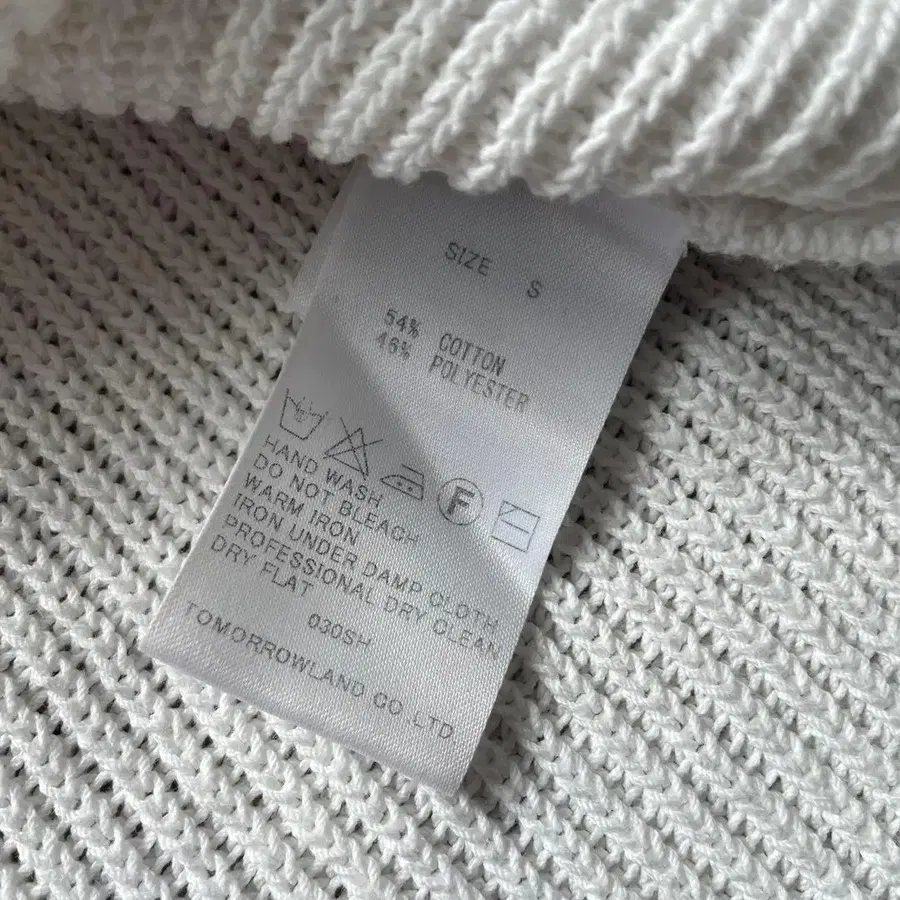 SIZE S
54% COTTON
46% POLYESTER
F
HAND WASH
DO NOT BLEACH
WARM IRON
IRON UNDER DAMP CLOTH
PROFESSIONAL DRY CLEAN
DRY FLAT
030SH
TOMORROWLAND CO.,LTD